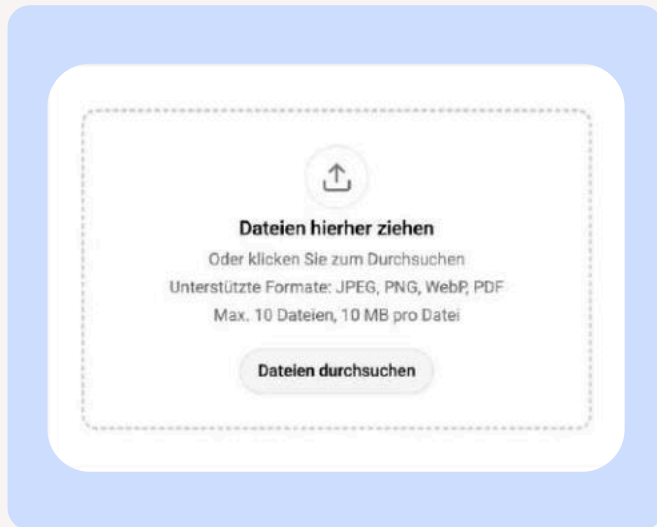 Dateien hierher ziehen
Oder klicken Sie zum Durchsuchen
Unterstützte Formate: JPEG, PNG, WebP, PDF
Max. 10 Dateien, 10 MB pro Datei
Dateien durchsuchen